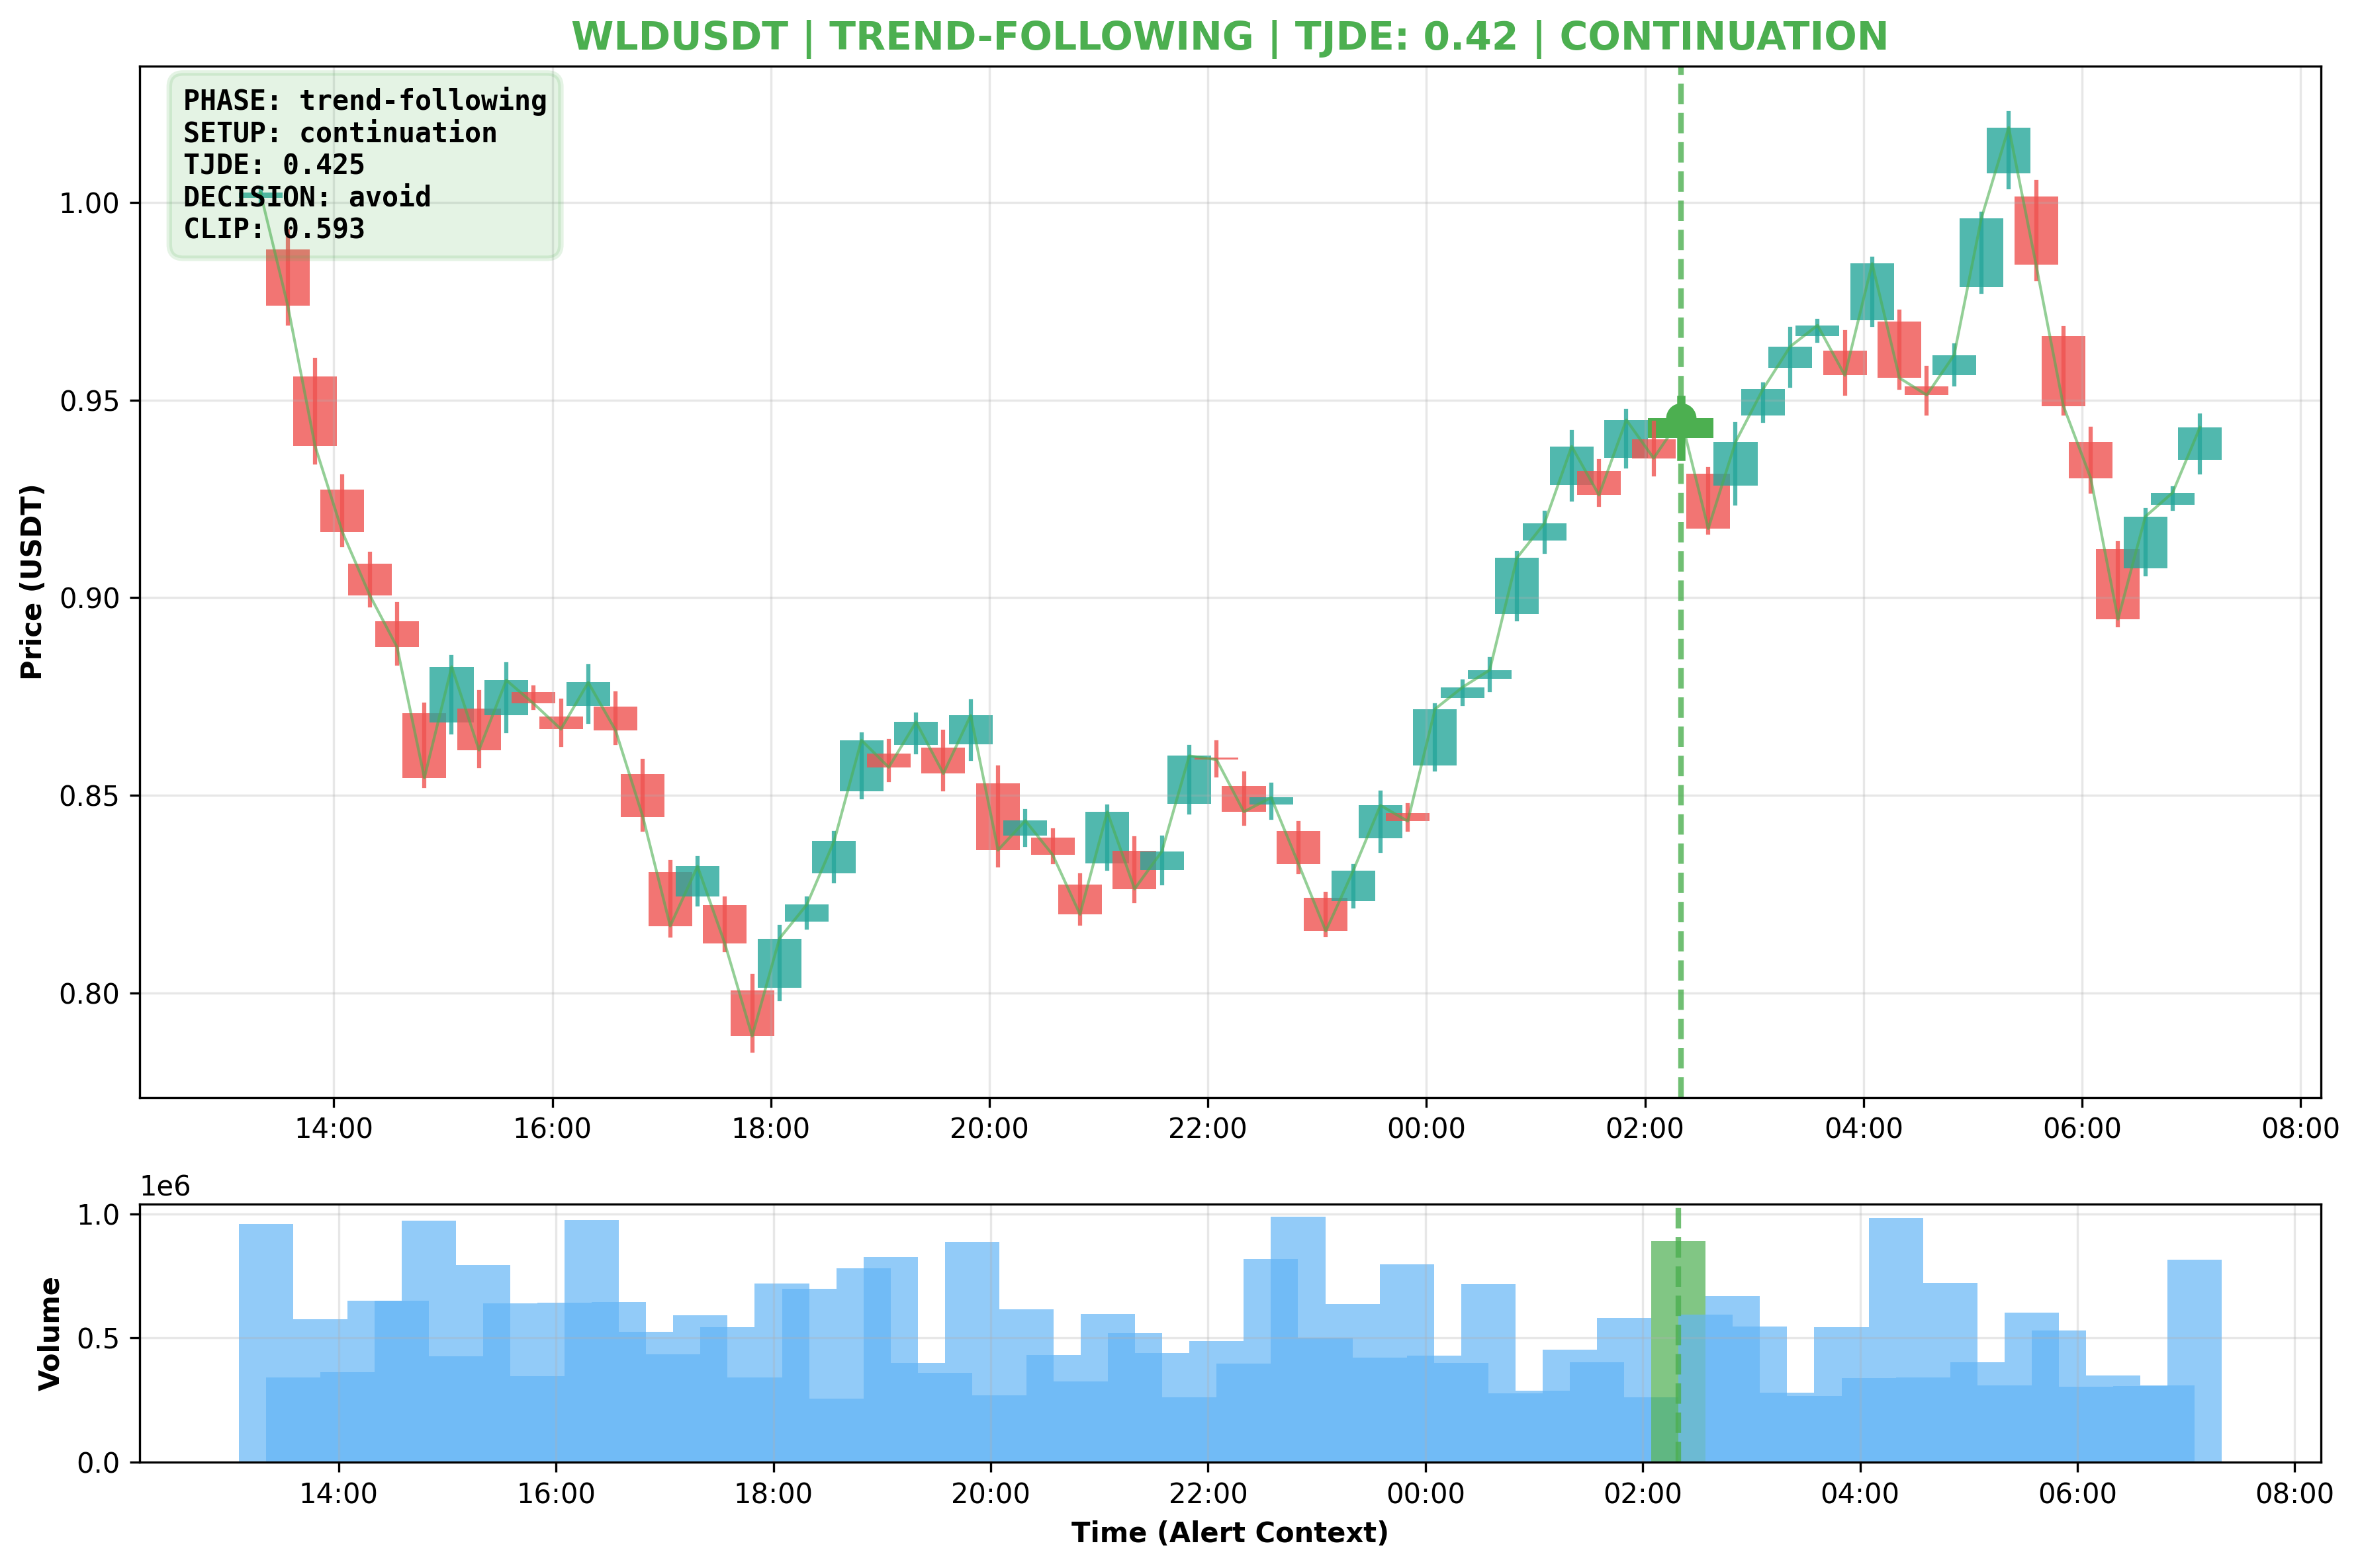 WLDUSDT | TREND-FOLLOWING | TJDE: 0.42 | CONTINUATION
PHASE: trend-following
SETUP: continuation
TJDE: 0.425
DECISION: avoid
CLIP: 0.593
Price (USDT)
1.00
0.95
0.90
0.85
0.80
14:00 16:00 18:00 20:00 22:00 00:00 02:00 04:00 06:00 08:00
1e6
Volume
1.0
0.5
0.0
14:00 16:00 18:00 20:00 22:00 00:00 02:00 04:00 06:00 08:00
Time (Alert Context)